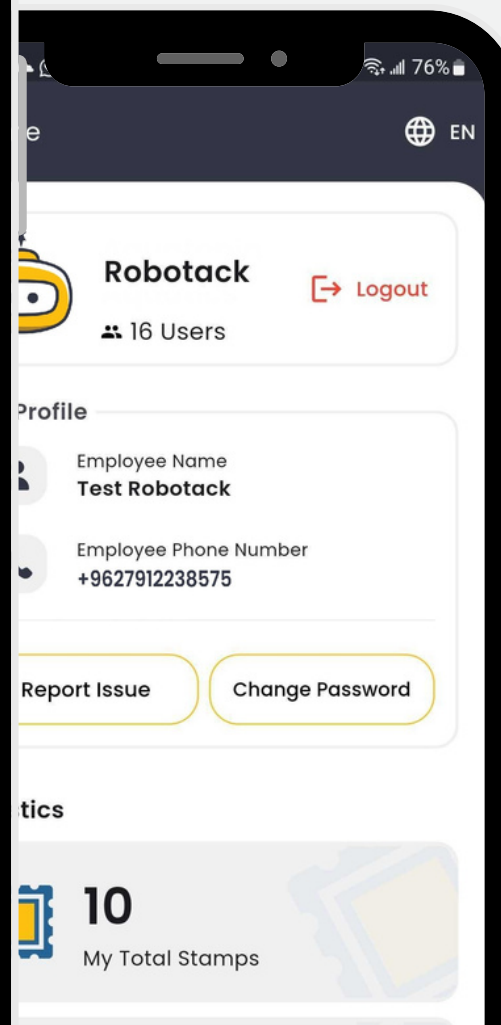 76%
e
EN
Robotack
Logout
16 Users
Profile
Employee Name
Test Robotack
Employee Phone Number
+9627912238575
Report Issue
Change Password
tics
10
My Total Stamps